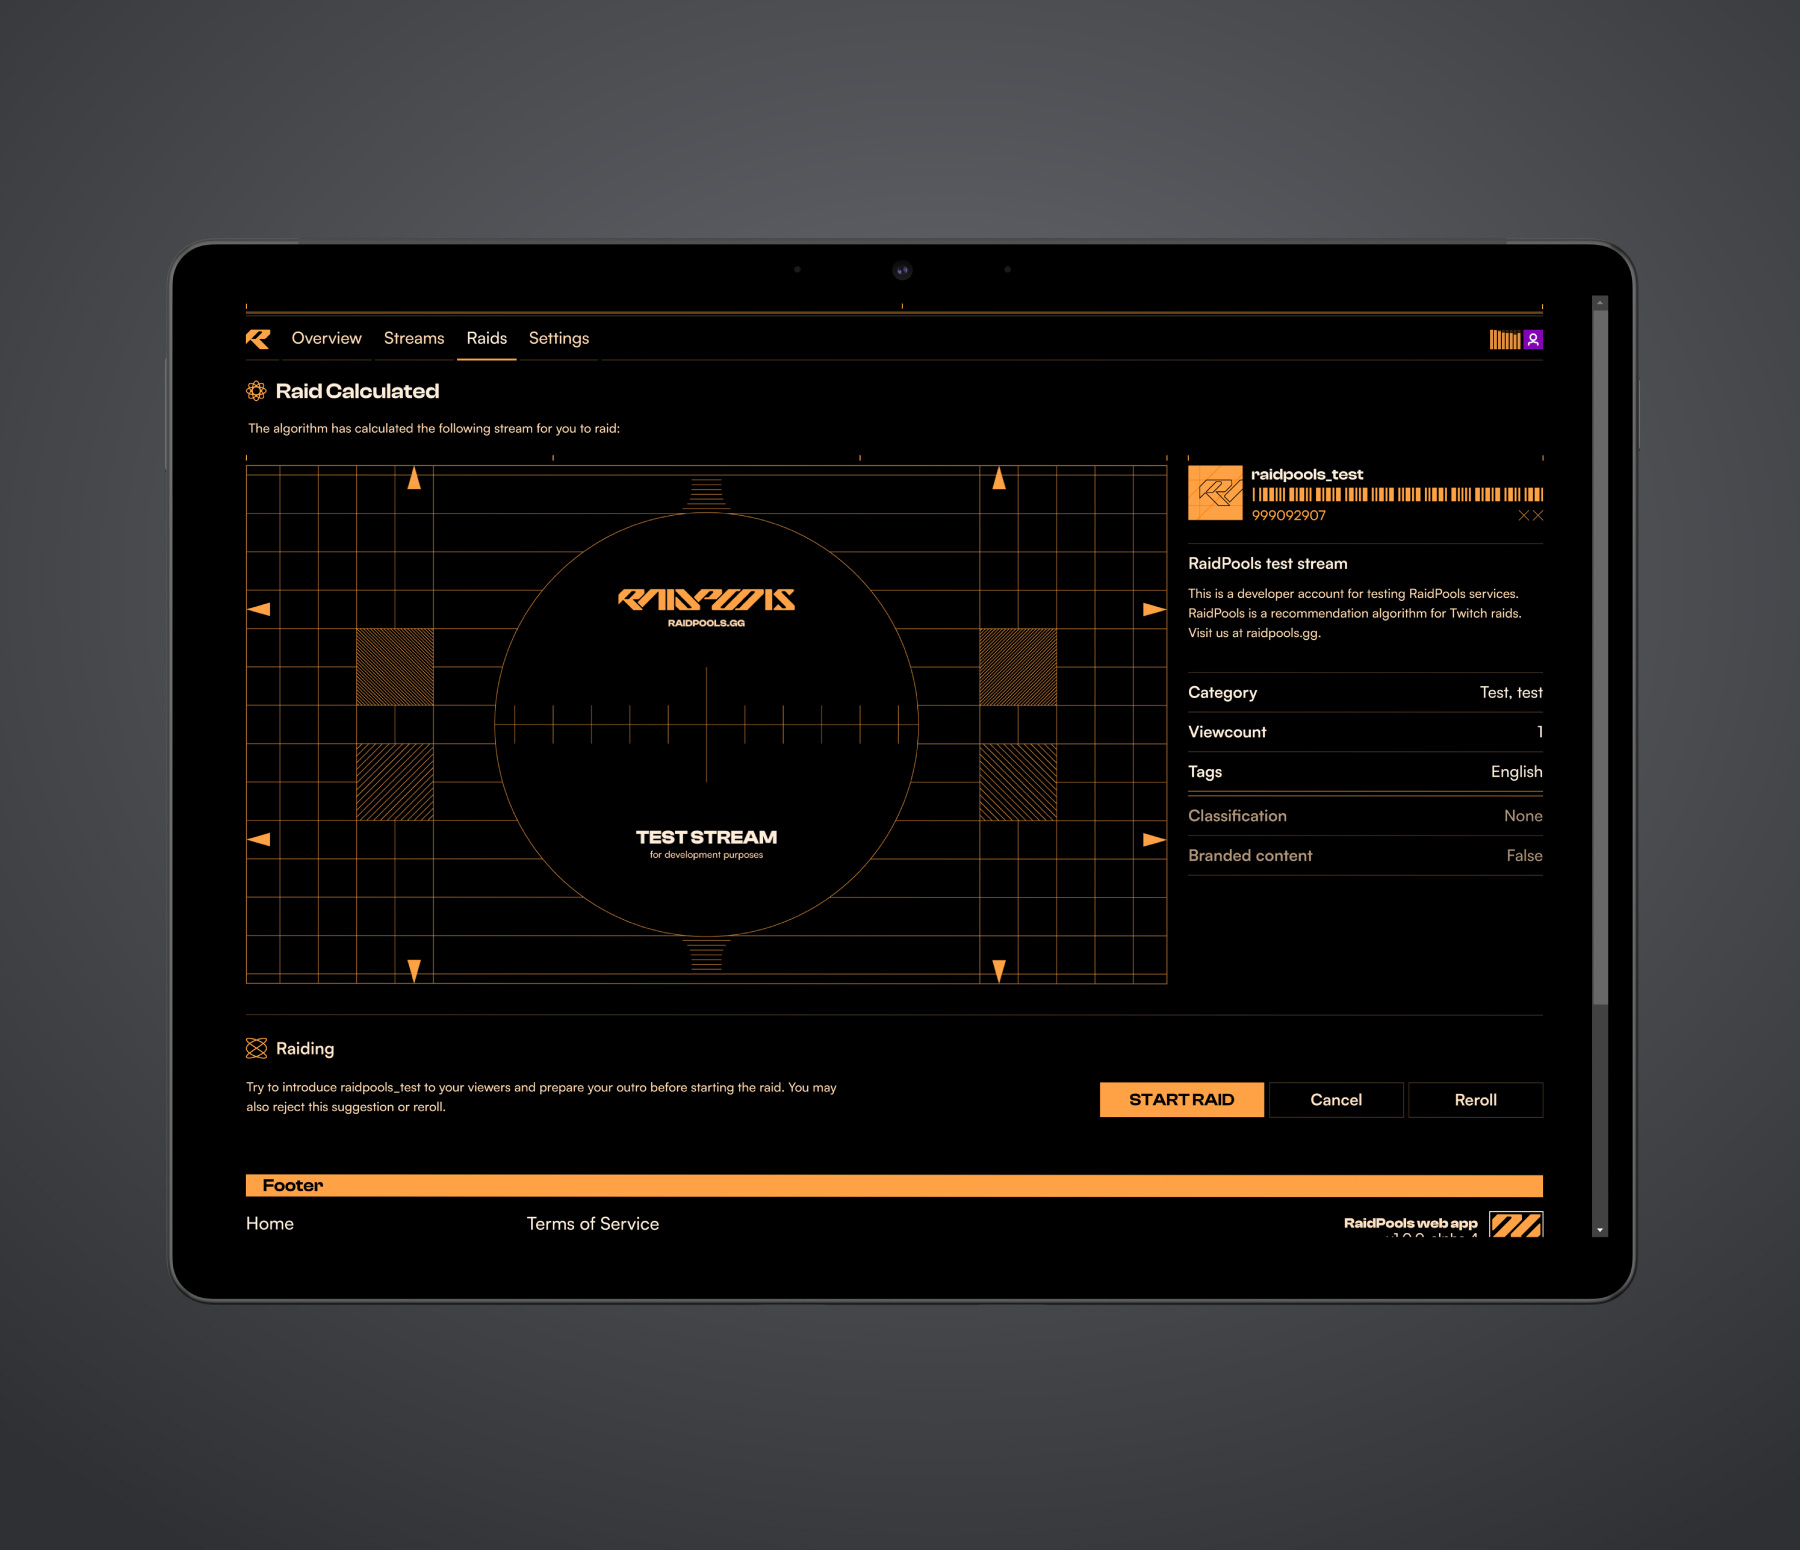 Overview Streams Raids Settings
Raid Calculated
The algorithm has calculated the following stream for you to raid:
RAIDPOOLS
RAIDPOOLS.GG
TEST STREAM
for development purposes
raidpools_test
999092907
RaidPools test stream
This is a developer account for testing RaidPools services.
RaidPools is a recommendation algorithm for Twitch raids.
Visit us at raidpools.gg.
Category Test, test
Viewcount 1
Tags English
Classification None
Branded content False
Raiding
Try to introduce raidpools_test to your viewers and prepare your outro before starting the raid. You may
also reject this suggestion or reroll.
START RAID Cancel Reroll
Footer
Home Terms of Service RaidPools web app
v1.0.0-alpha.4